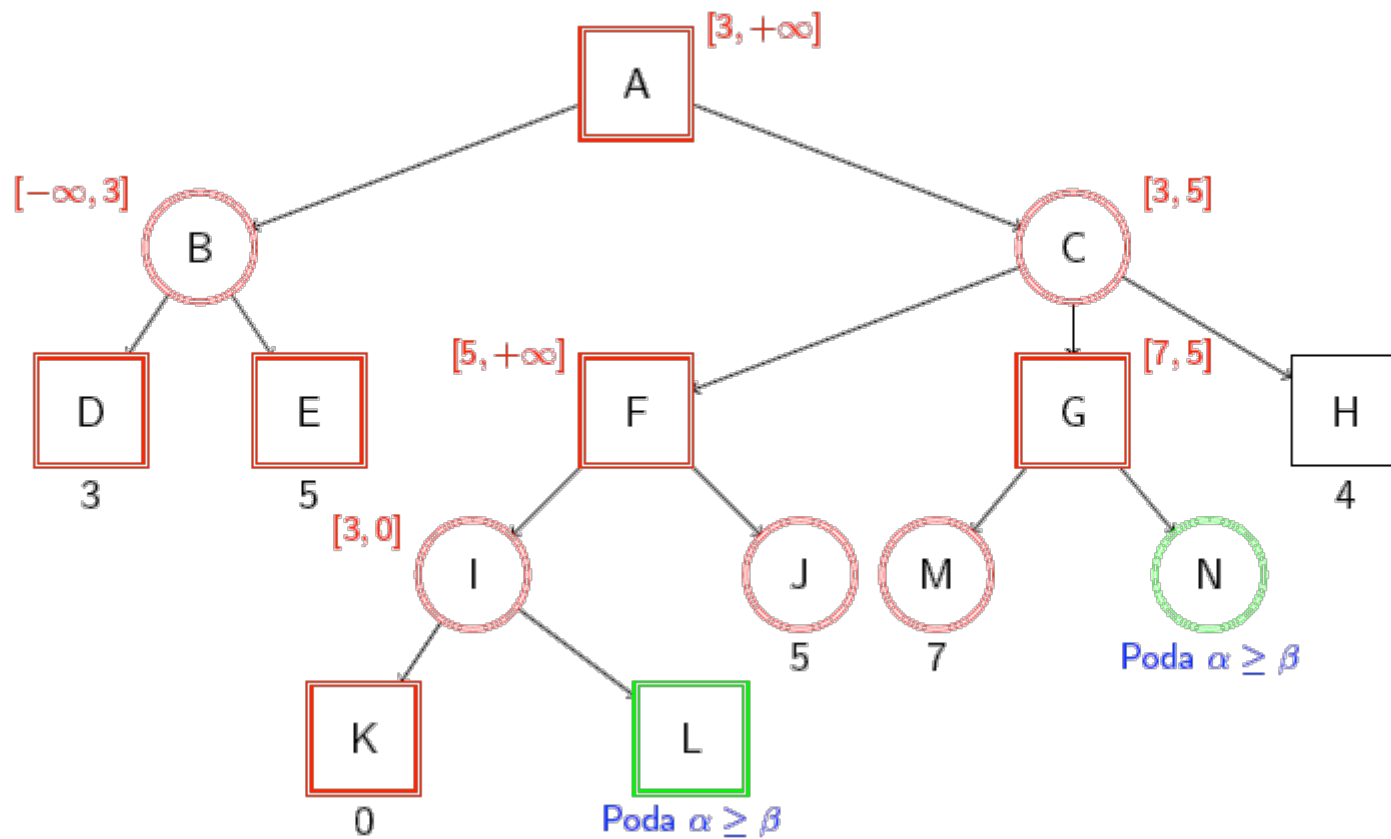 A [3, +∞]
[−∞, 3] B C [3, 5]
D E [5, +∞] F G [7, 5] H
3 5 4
[3, 0] I J M N
5 7 Poda α ≥ β
K L
0 Poda α ≥ β